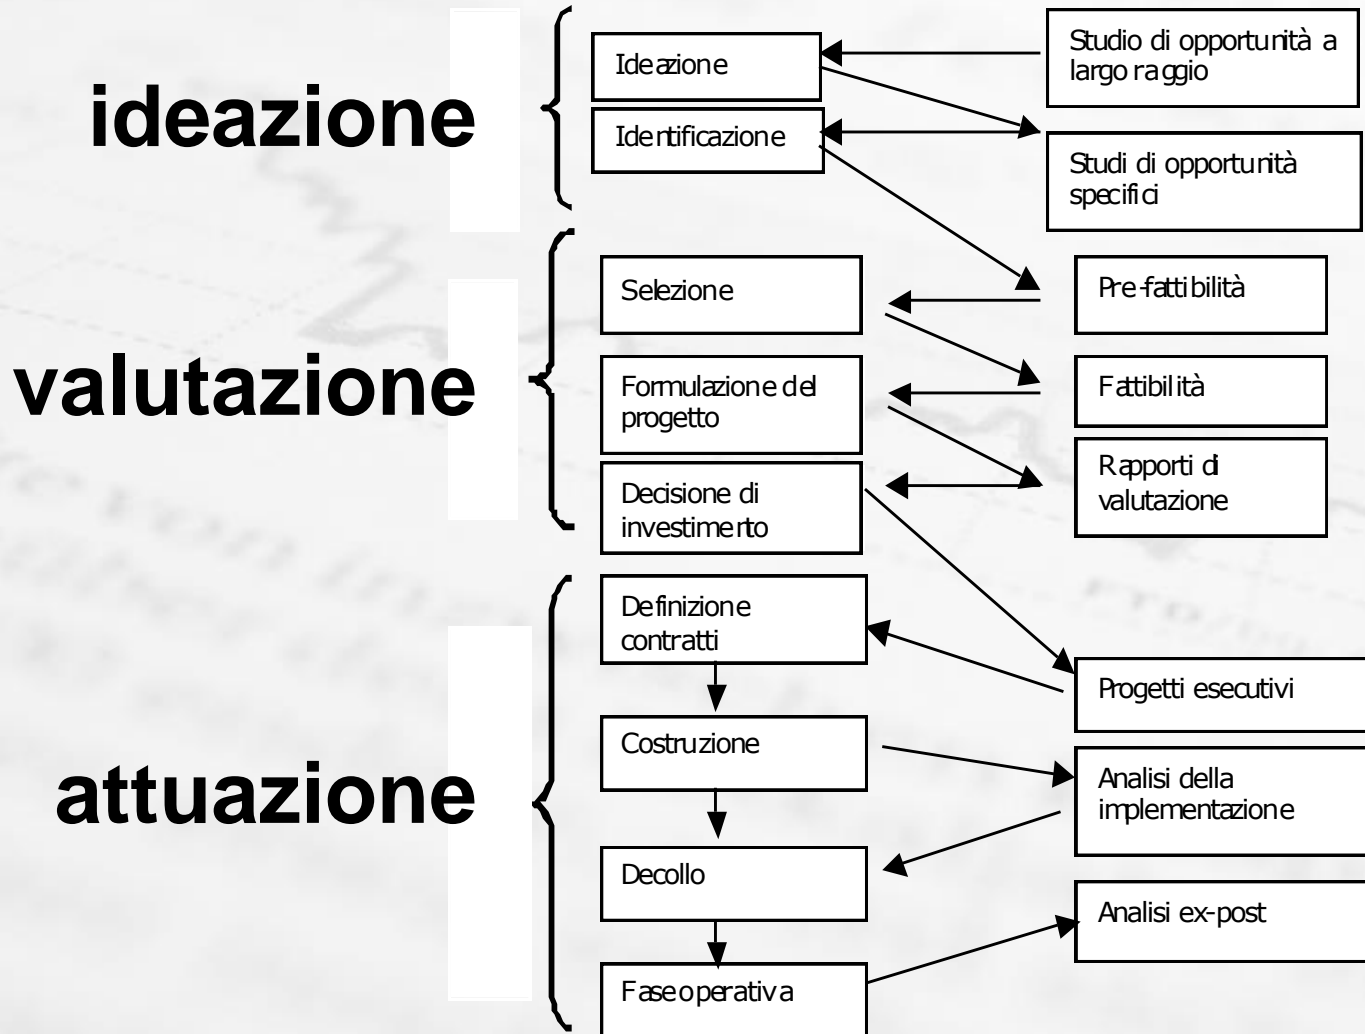 ideazione
Ideazione
Studio di opportunità a
largo raggio
Identificazione
Studi di opportunità
specifici
valutazione
Selezione
Pre-fattibilità
Formulazione del
progetto
Fattibilità
Decisione di
investimento
Rapporti di
valutazione
attuazione
Definizione
contratti
Progetti esecutivi
Costruzione
Analisi della
implementazione
Decollo
Analisi ex-post
Fase operativa